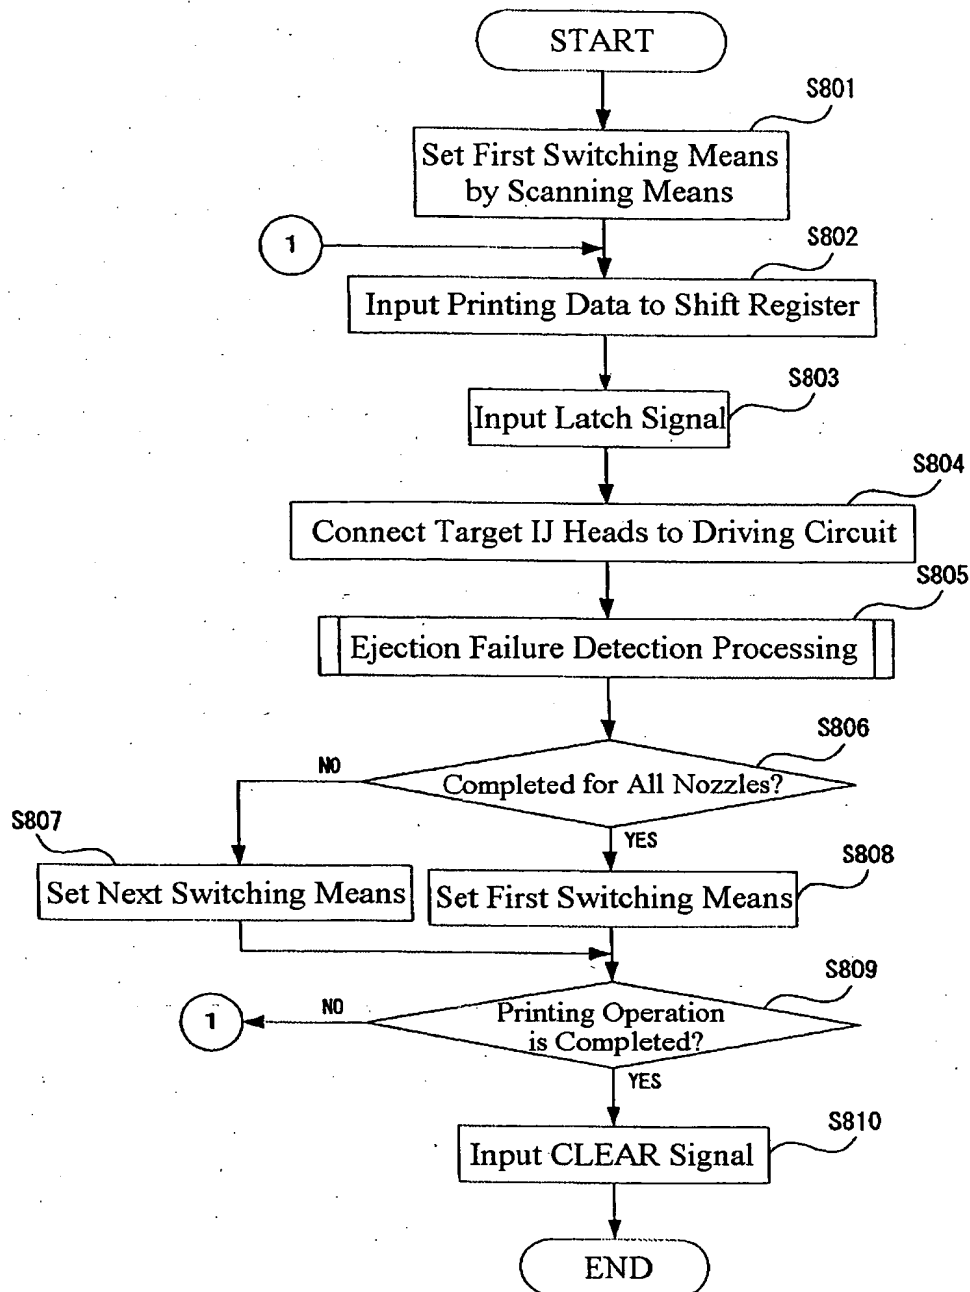 START
S801
Set First Switching Means
by Scanning Means
1
S802
Input Printing Data to Shift Register
S803
Input Latch Signal
S804
Connect Target IJ Heads to Driving Circuit
S805
Ejection Failure Detection Processing
S806
NO
Completed for All Nozzles?
YES
S807
S808
Set Next Switching Means
Set First Switching Means
S809
1
NO
Printing Operation
is Completed?
YES
S810
Input CLEAR Signal
END